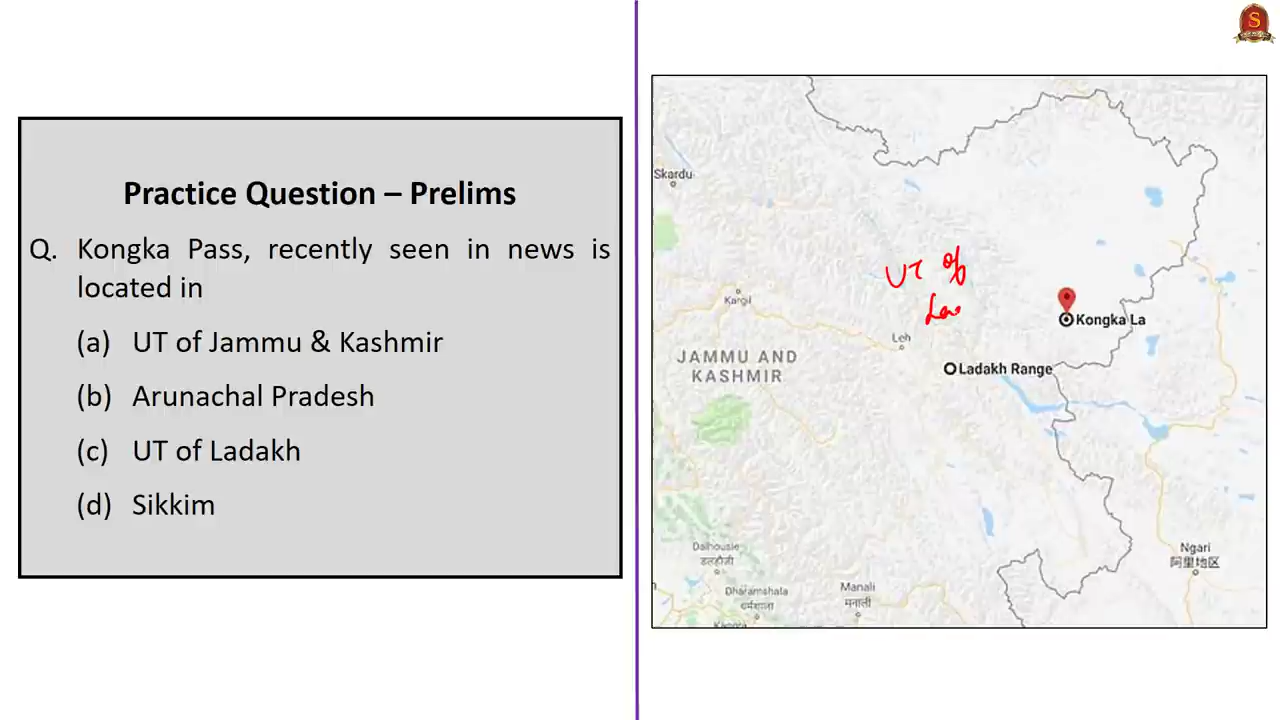 Practice Question – Prelims
Q. Kongka Pass, recently seen in news is
located in
(a) UT of Jammu & Kashmir
(b) Arunachal Pradesh
(c) UT of Ladakh
(d) Sikkim
S
Skardu
UT of
La
Kargil
Kongka La
Leh
JAMMU AND
KASHMIR
Ladakh Range
Dalhousie
डलहौज़ी
Ngari
阿里地区
Dharamshala
धर्मशाला
Manali
मनाली